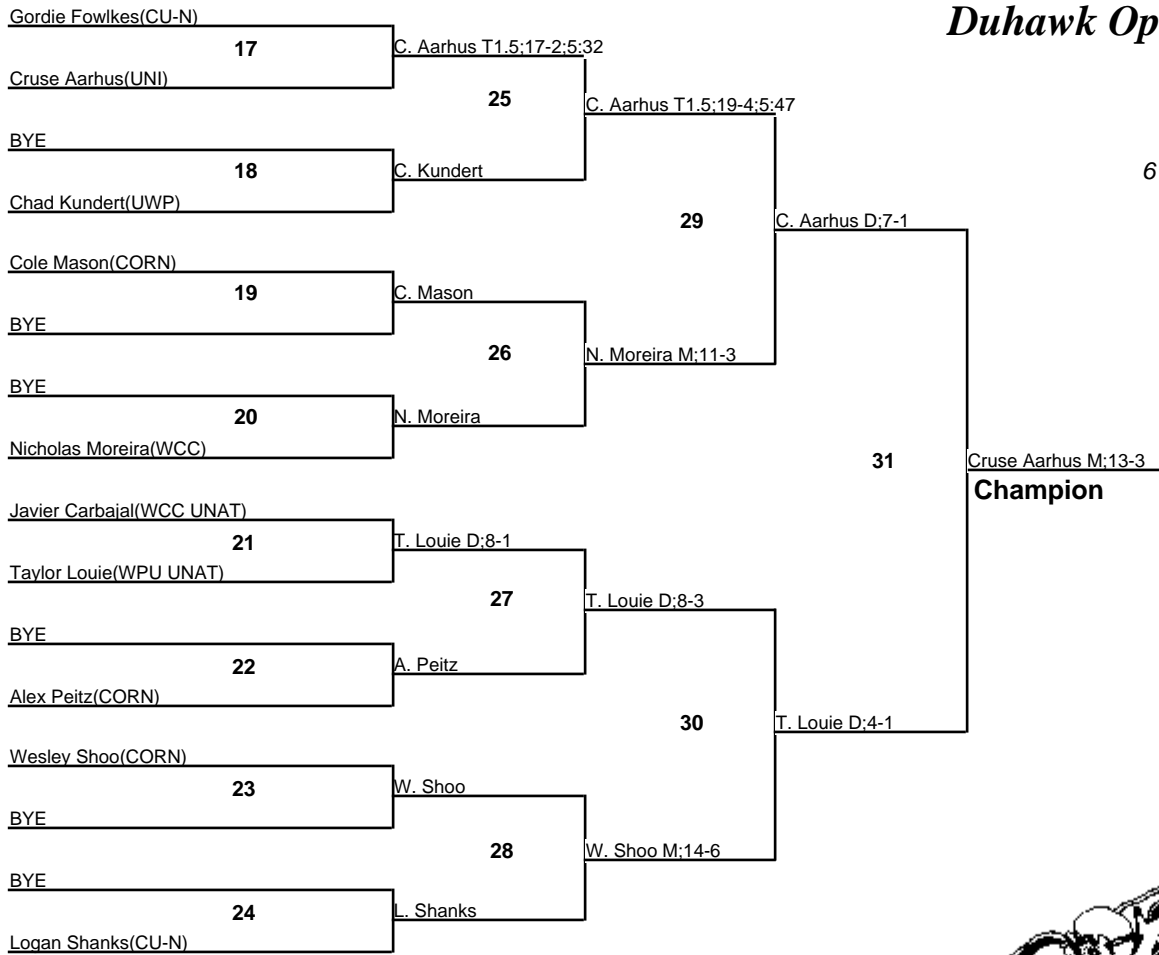 Duhawk Op
6
Gordie Fowlkes(CU-N)
17
Cruse Aarhus(UNI)
BYE
18
Chad Kundert(UWP)
Cole Mason(CORN)
19
BYE
BYE
20
Nicholas Moreira(WCC)
Javier Carbajal(WCC UNAT)
21
Taylor Louie(WPU UNAT)
BYE
22
Alex Peitz(CORN)
Wesley Shoo(CORN)
23
BYE
BYE
24
Logan Shanks(CU-N)
C. Aarhus T1.5;17-2;5:32
25
C. Kundert
C. Mason
26
N. Moreira
T. Louie D;8-1
27
A. Peitz
W. Shoo
28
L. Shanks
C. Aarhus T1.5;19-4;5:47
29
N. Moreira M;11-3
T. Louie D;8-3
30
W. Shoo M;14-6
C. Aarhus D;7-1
31
T. Louie D;4-1
Cruse Aarhus M;13-3
Champion